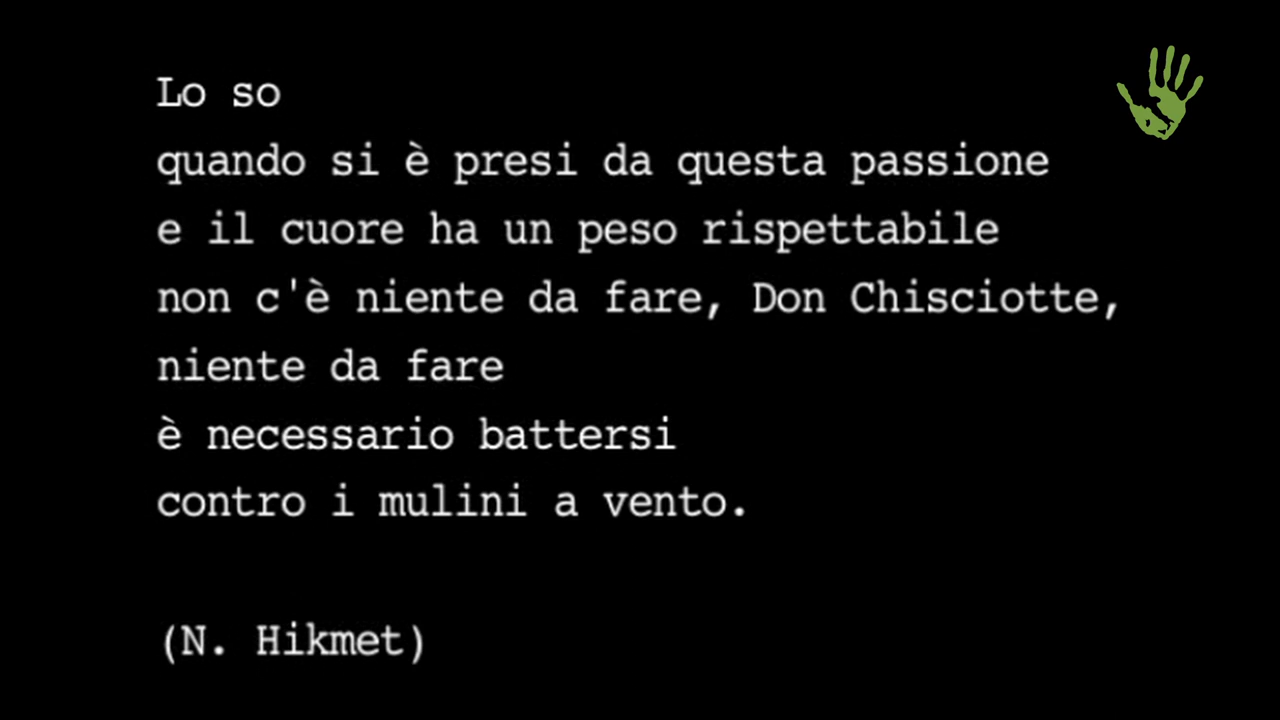 Lo so
quando si è presi da questa passione
e il cuore ha un peso rispettabile
non c'è niente da fare, Don Chisciotte,
niente da fare
è necessario battersi
contro i mulini a vento.
(N. Hikmet)